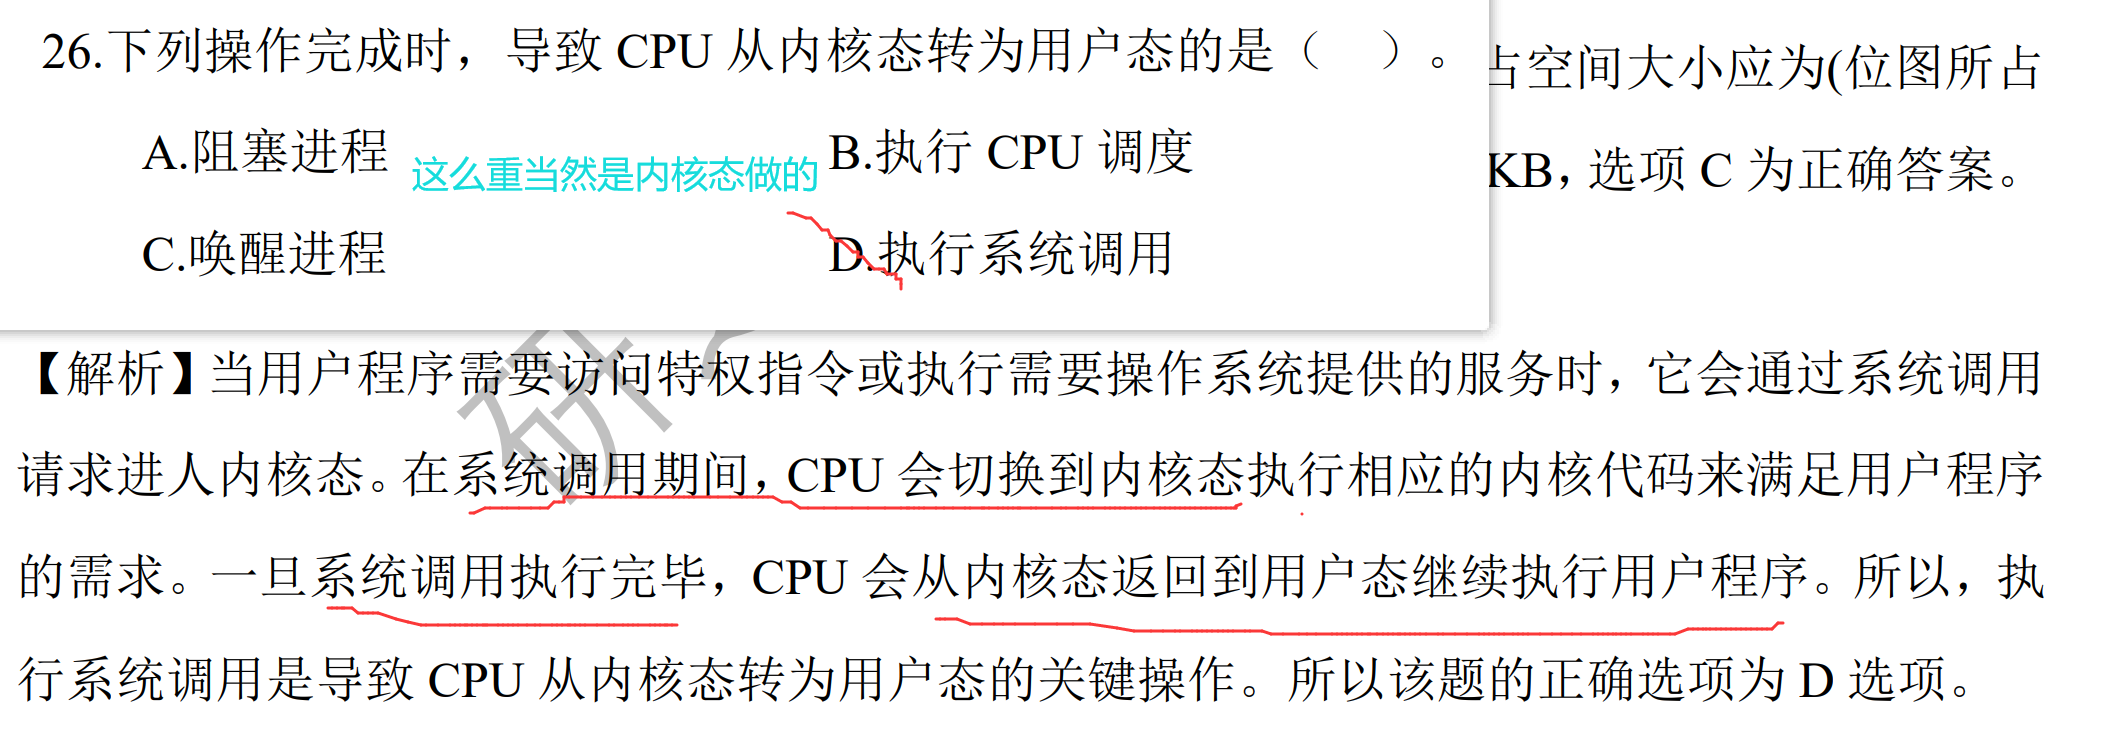 26.下列操作完成时，导致 CPU 从内核态转为用户态的是（　）。
占空间大小应为(位图所占
A.阻塞进程
这么重当然是内核态做的
B.执行 CPU 调度
KB，选项 C 为正确答案。
C.唤醒进程
D.执行系统调用
研
【解析】当用户程序需要访问特权指令或执行需要操作系统提供的服务时，它会通过系统调用
请求进人内核态。在系统调用期间，CPU 会切换到内核态执行相应的内核代码来满足用户程序
的需求。一旦系统调用执行完毕，CPU 会从内核态返回到用户态继续执行用户程序。所以，执
行系统调用是导致 CPU 从内核态转为用户态的关键操作。所以该题的正确选项为 D 选项。